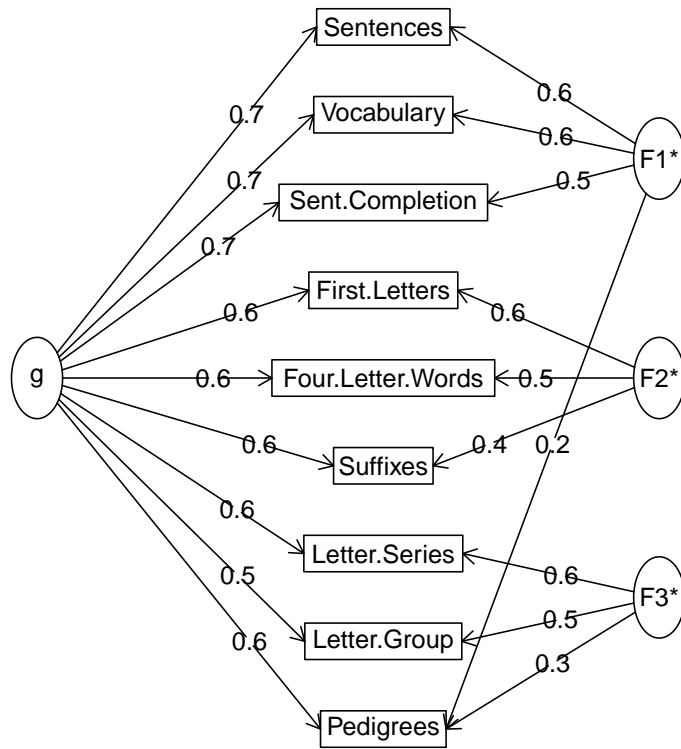 Sentences
0.6
0.7
Vocabulary
0.6
F1*
0.7
Sent.Completion
0.5
0.7
First.Letters
0.6
0.6
g
0.6
Four.Letter.Words
0.5
F2*
0.6
Suffixes
0.4
0.2
0.6
Letter.Series
0.6
0.5
F3*
0.6
Letter.Group
0.5
0.3
Pedigrees